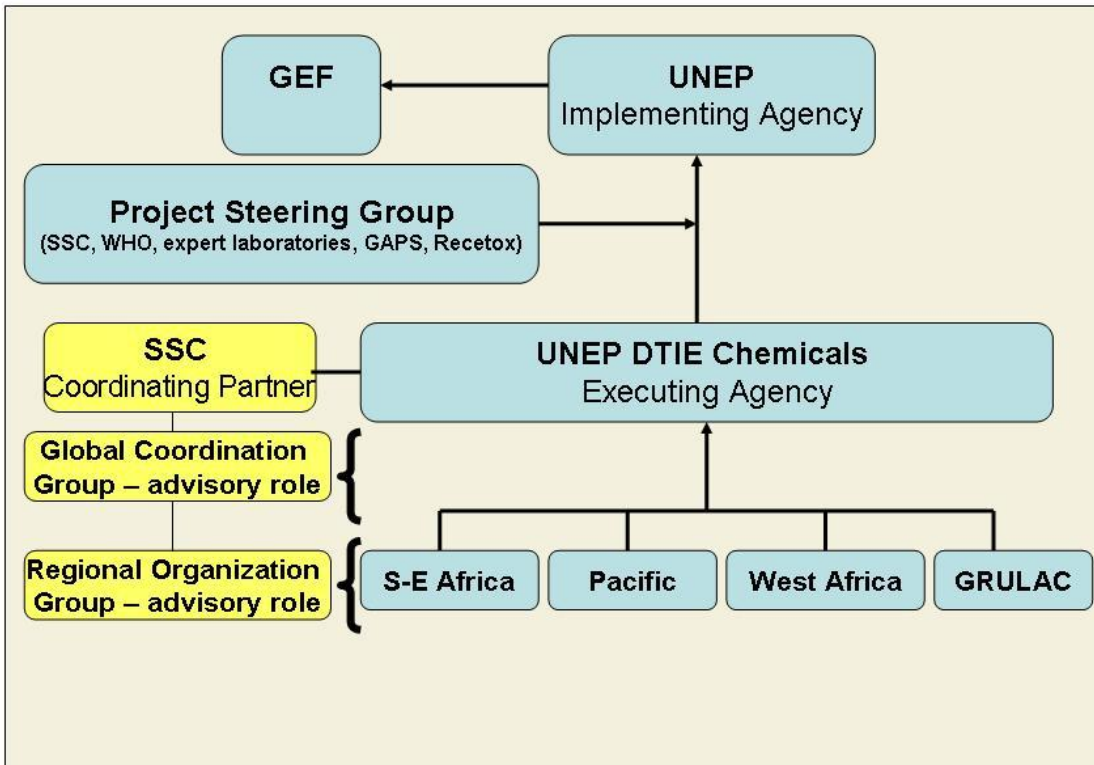 GEF
UNEP
Implementing Agency
Project Steering Group
(SSC, WHO, expert laboratories, GAPS, Recetox)
SSC
Coordinating Partner
UNEP DTIE Chemicals
Executing Agency
Global Coordination
Group – advisory role
Regional Organization
Group – advisory role
S-E Africa
Pacific
West Africa
GRULAC